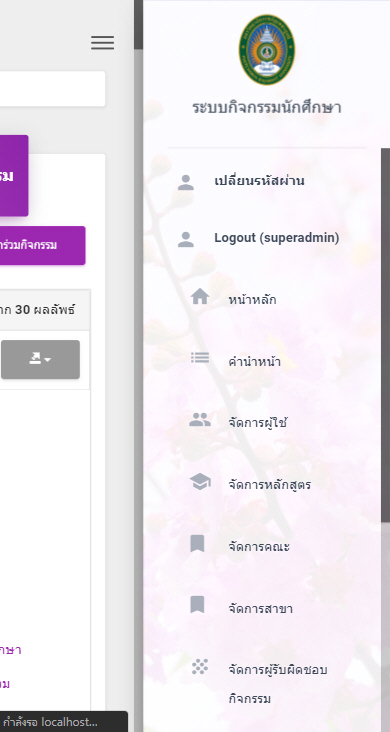 ระบบกิจกรรมนักศึกษา
เปลี่ยนรหัสผ่าน
Logout (superadmin)
หน้าหลัก
คำนำหน้า
จัดการผู้ใช้
จัดการหลักสูตร
จัดการคณะ
จัดการสาขา
จัดการผู้รับผิดชอบ
กิจกรรม
รม
าร่วมกิจกรรม
าก 30 ผลลัพธ์
ึกษา
วม
กำลังรอ localhost...